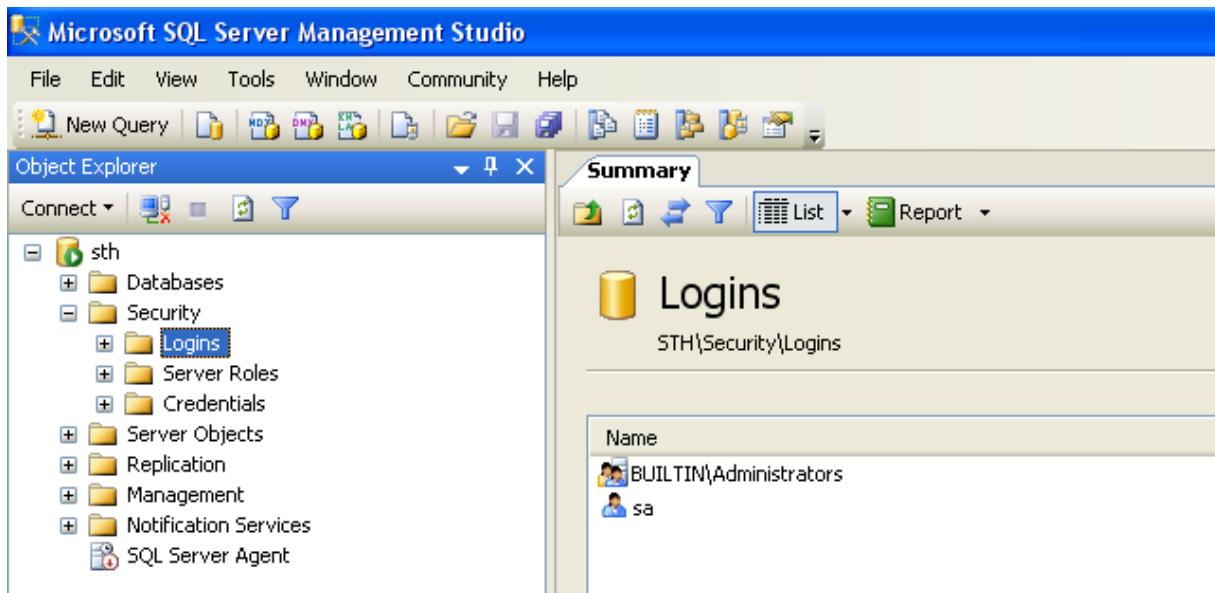 Microsoft SQL Server Management Studio
File Edit View Tools Window Community Help
New Query
Object Explorer
Connect
sth
Databases
Security
Logins
Server Roles
Credentials
Server Objects
Replication
Management
Notification Services
SQL Server Agent
Summary
List Report
Logins
STH\Security\Logins
Name
BUILTIN\Administrators
sa